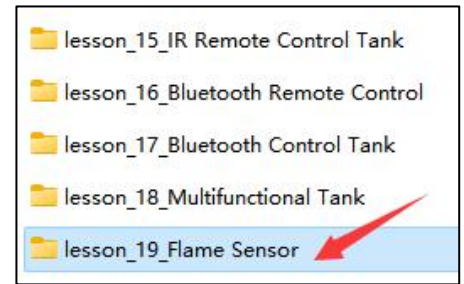 lesson_15_IR Remote Control Tank
lesson_16_Bluetooth Remote Control
lesson_17_Bluetooth Control Tank
lesson_18_Multifunctional Tank
lesson_19_Flame Sensor